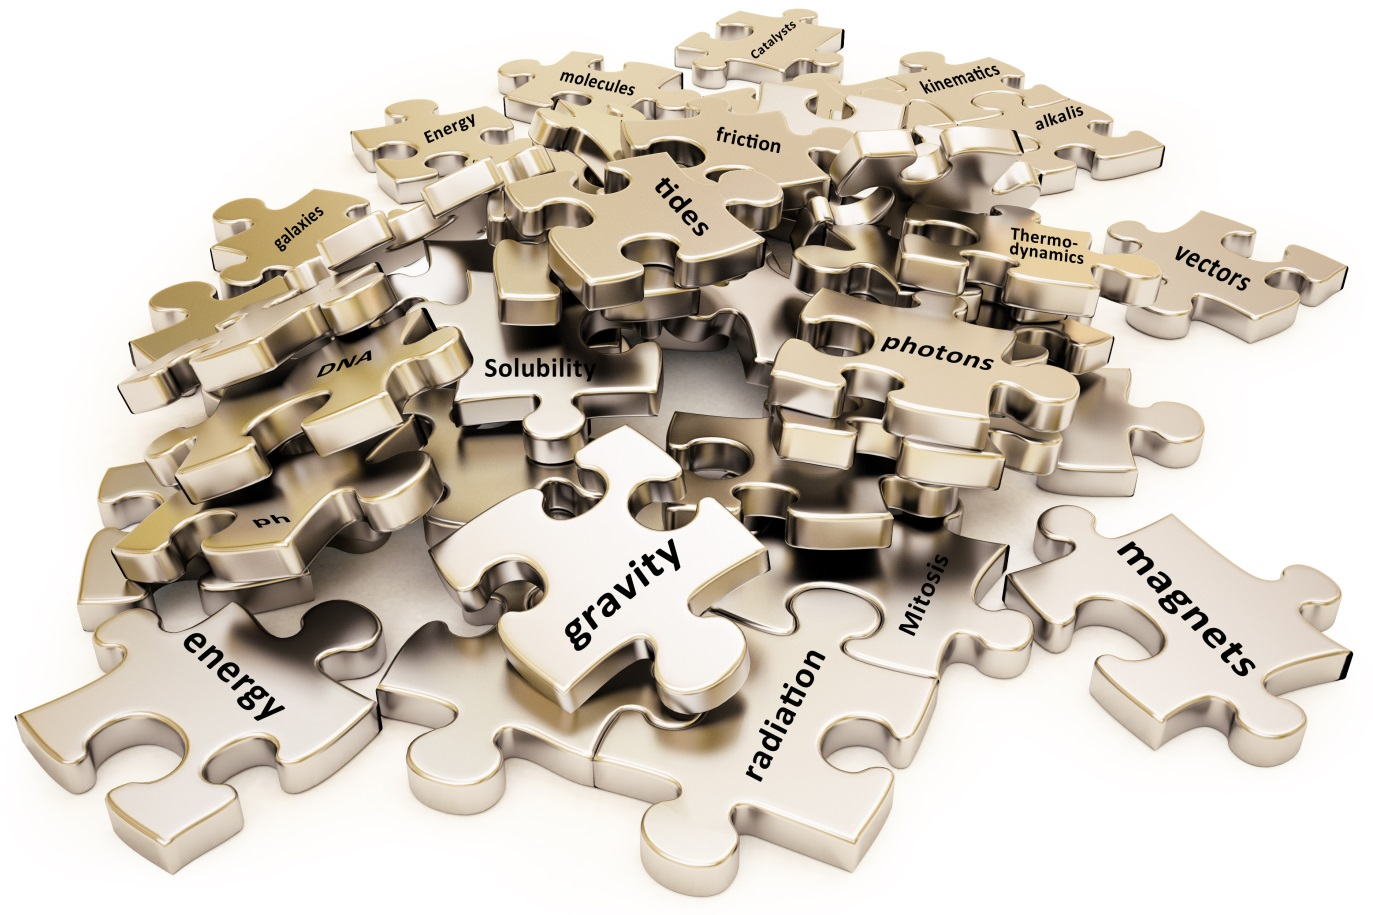 Catalysts
molecules
kinematics
Energy
alkalis
friction
tides
galaxies
Thermo-
dynamics
vectors
photons
DNA
Solubility
ph
gravity
Mitosis
magnets
energy
radiation